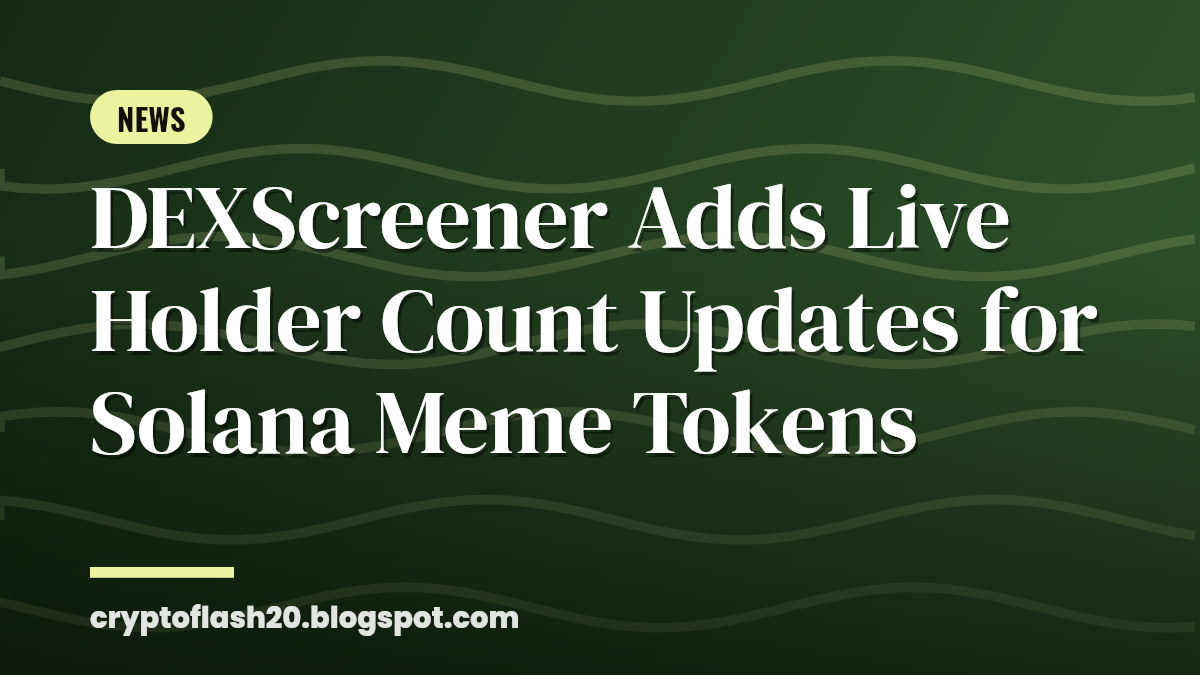 NEWS
DEXScreener Adds Live
Holder Count Updates for
Solana Meme Tokens
cryptoflash20.blogspot.com